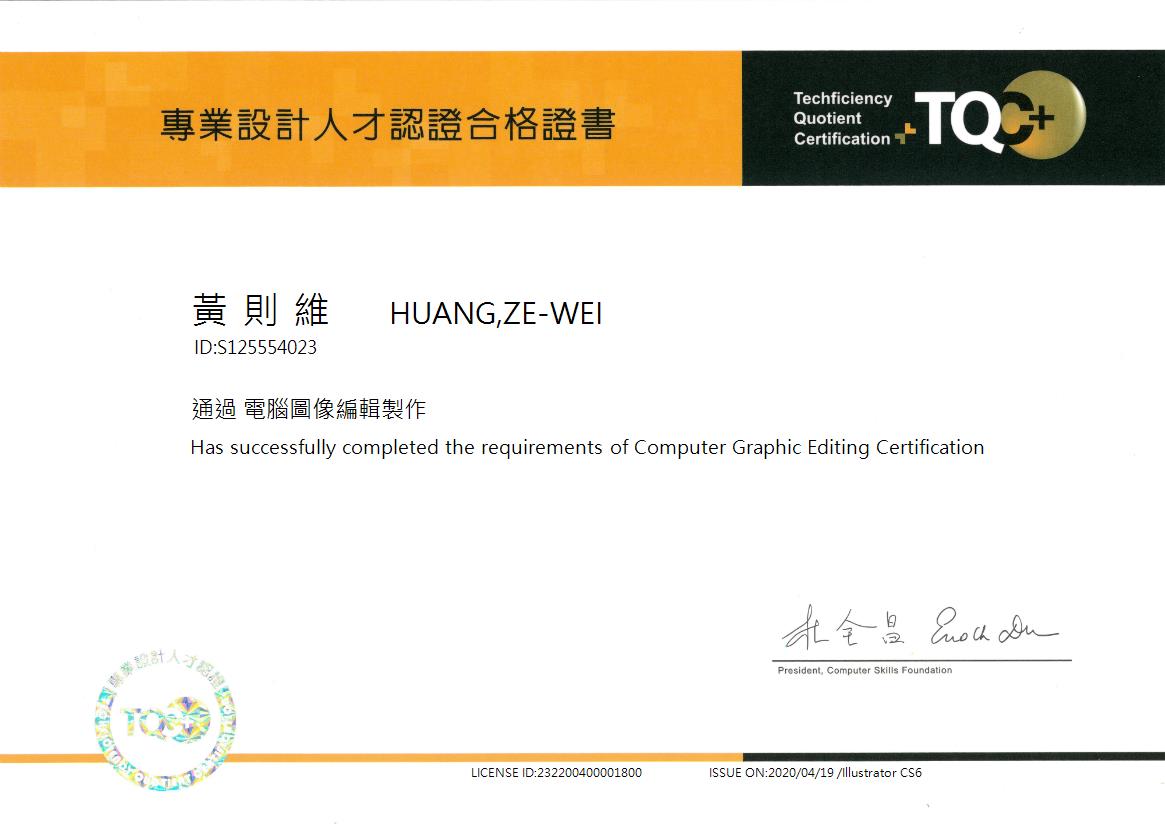 專業設計人才認證合格證書
Techficiency
Quotient
Certification
TQC+
黃則維 HUANG,ZE-WEI
ID:S125554023
通過 電腦圖像編輯製作
Has successfully completed the requirements of Computer Graphic Editing Certification
杜全昌 Enoch Du
President, Computer Skills Foundation
專業設計人才認證
TQC+
LICENSE ID:232200400001800
ISSUE ON:2020/04/19 /Illustrator CS6